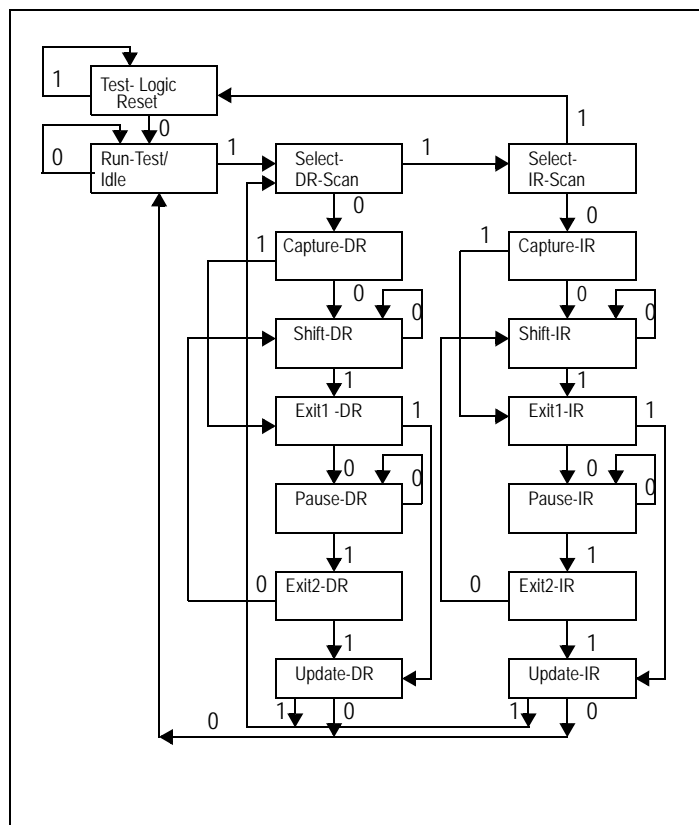 1
Test- Logic
Reset
0
1
0
Run-Test/
Idle
1
Select-
DR-Scan
1
Select-
IR-Scan
0
0
1
Capture-DR
1
Capture-IR
0
0
Shift-DR
0
Shift-IR
0
1
1
Exit1 -DR
1
Exit1-IR
1
0
0
Pause-DR
0
Pause-IR
0
1
1
0
Exit2-DR
0
Exit2-IR
1
1
Update-DR
Update-IR
1
0
1
0
0